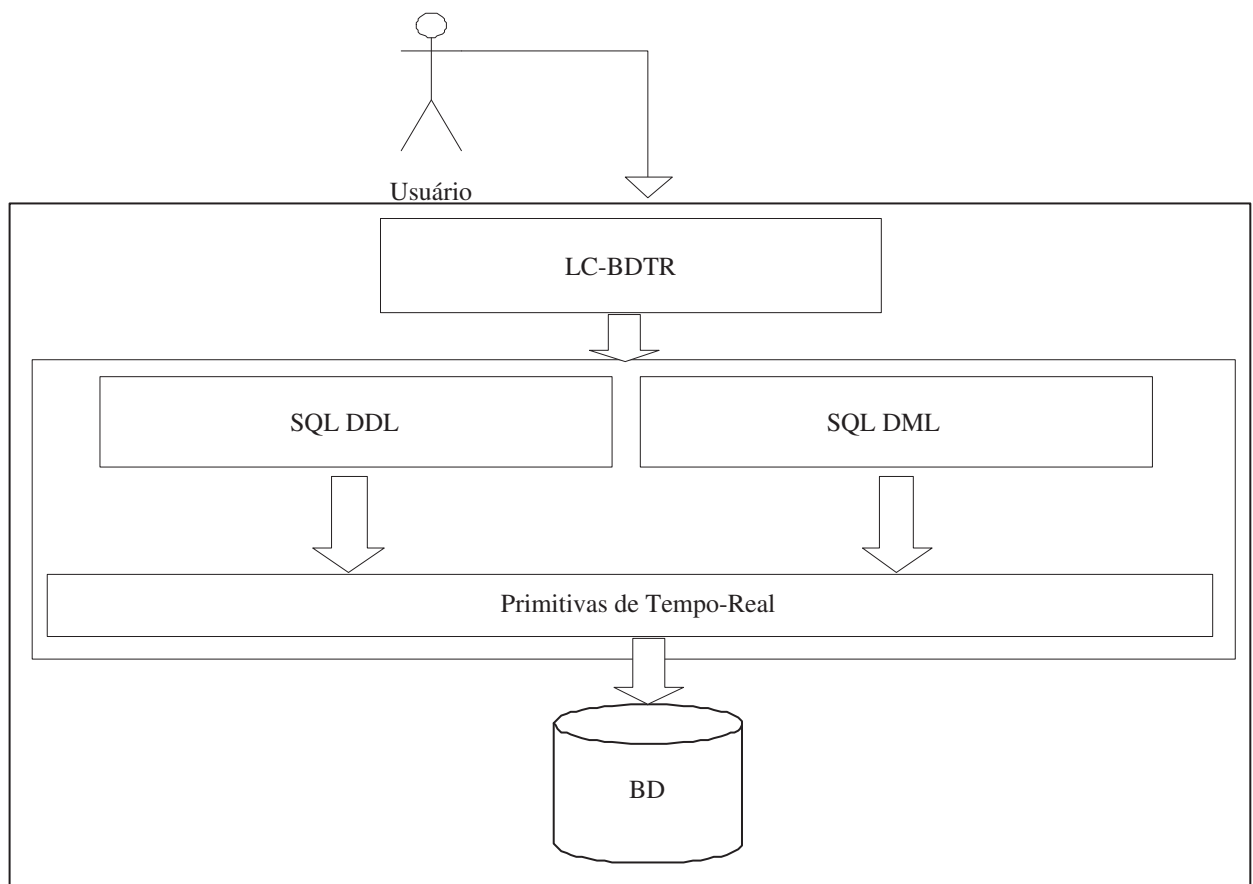 Usuário
LC-BDTR
SQL DDL
SQL DML
Primitivas de Tempo-Real
BD